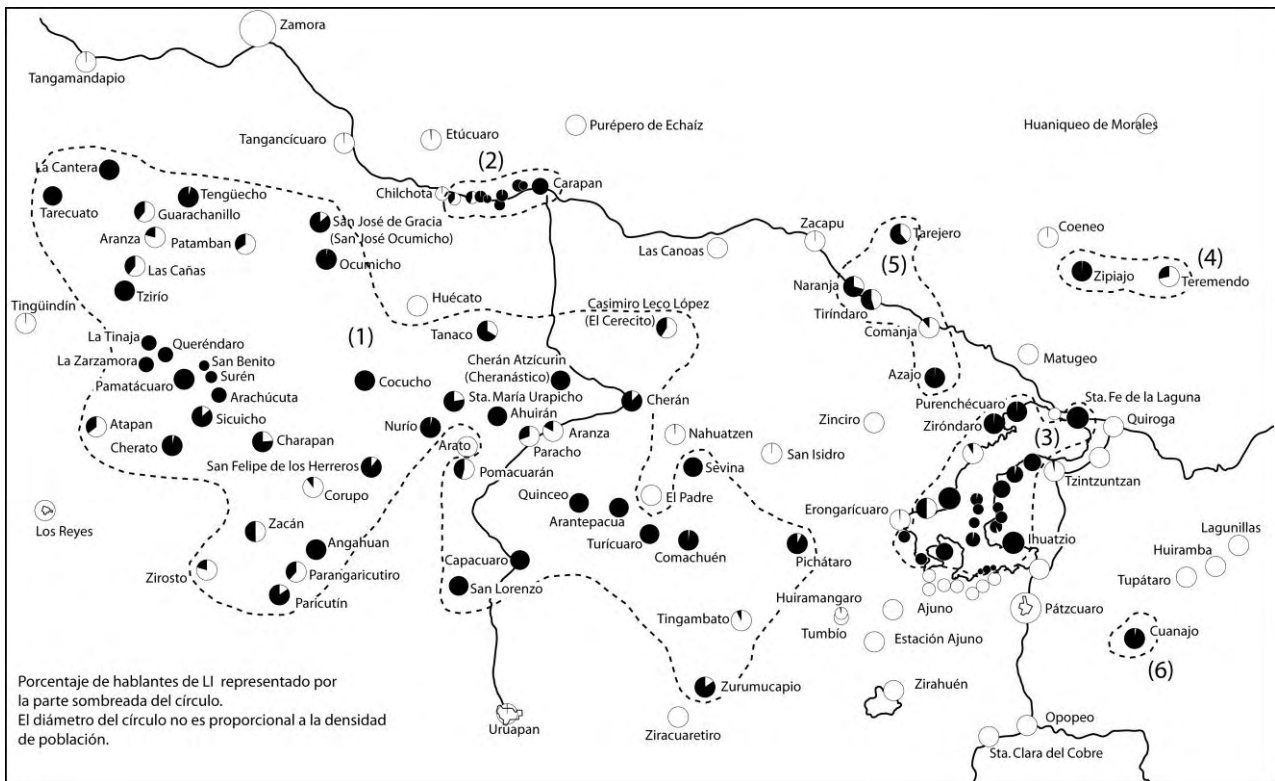 Zamora
Tangamandapio
Tangancícuaro
Etúcuaro
Purépero de Echaíz
Huaniqueo de Morales
(2)
La Cantera
Tarecuato
Tengüecho
Guarachanillo
Aranza
Patamban
Las Cañas
Tzirío
San José de Gracia
(San José Ocumicho)
Ocumicho
Chilchota
Carapan
Las Canoas
Zacapu
Tarejero
(5)
Coeneo
Zipiajo
(4)
Teremendo
Naranja
Tiríndaro
Comanja
Azajo
Matugeo
Tingüindín
Huécato
Casimiro Leco López
(El Cerecito)
Tanaco
(1)
La Tinaja
Queréndaro
La Zarzamora
San Benito
Surén
Pamatácuaro
Arachúcuta
Sicuicho
Atapan
Cherato
Charapan
Cocucho
Cherán Atzícurin
(Cheranástico)
Sta. María Urapicho
Ahuirán
Cherán
Nurío
Arato
Aranza
Paracho
Pomacuarán
San Felipe de los Herreros
Corupo
Los Reyes
Zacán
Angahuan
Zirosto
Parangaricutiro
Paricutín
Nahuatzen
San Isidro
Sevina
El Padre
Quinceo
Arantepacua
Turícuaro
Comachuén
Pichátaro
Capacuaro
San Lorenzo
Zinciro
Purenchécuaro
Ziróndaro
Sta. Fe de la Laguna
Quiroga
(3)
Tzintzuntzan
Erongarícuaro
Ihuatzio
Lagunillas
Huiramba
Tupátaro
Huiramangaro
Tumbío
Ajuno
Estación Ajuno
Pátzcuaro
Cuanajo
(6)
Tingambato
Zurumucapio
Zirahuén
Ziracuaretiro
Uruapan
Opopeo
Sta. Clara del Cobre
Porcentaje de hablantes de LI representado por
la parte sombreada del círculo.
El diámetro del círculo no es proporcional a la densidad
de población.